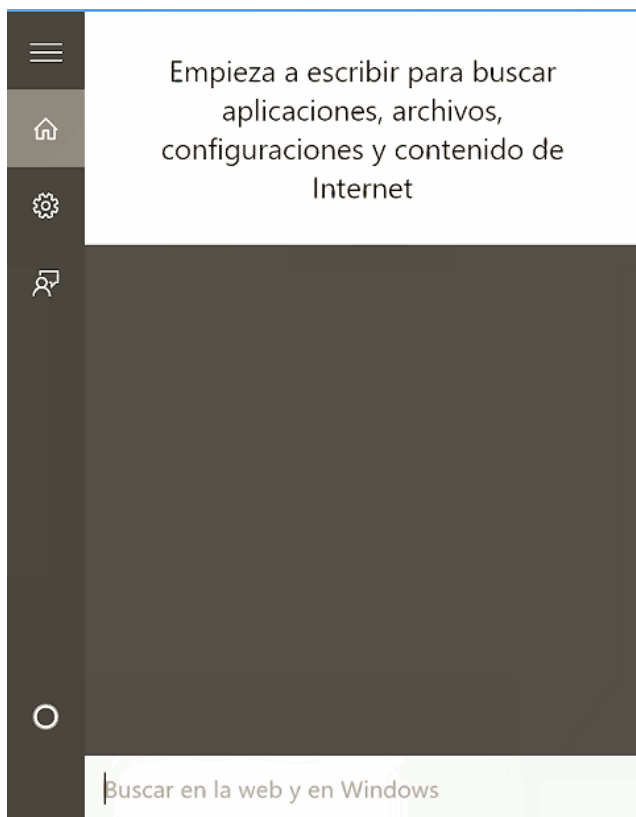 Empieza a escribir para buscar
aplicaciones, archivos,
configuraciones y contenido de
Internet
Buscar en la web y en Windows